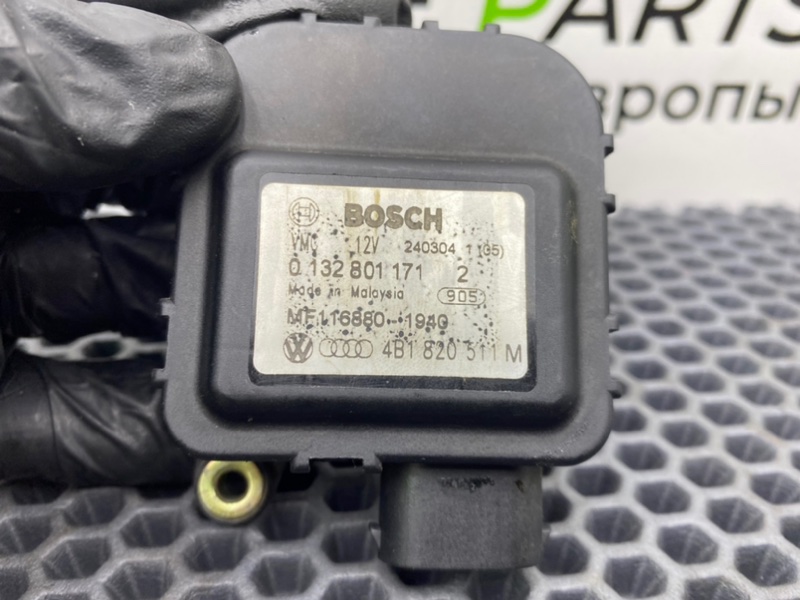 PARTS
вропы
BOSCH
VMC 12V 240304 1 (G5)
0 132 801 171 2
Made in Malaysia 905
MF116880-1940
4B1 820 511 M